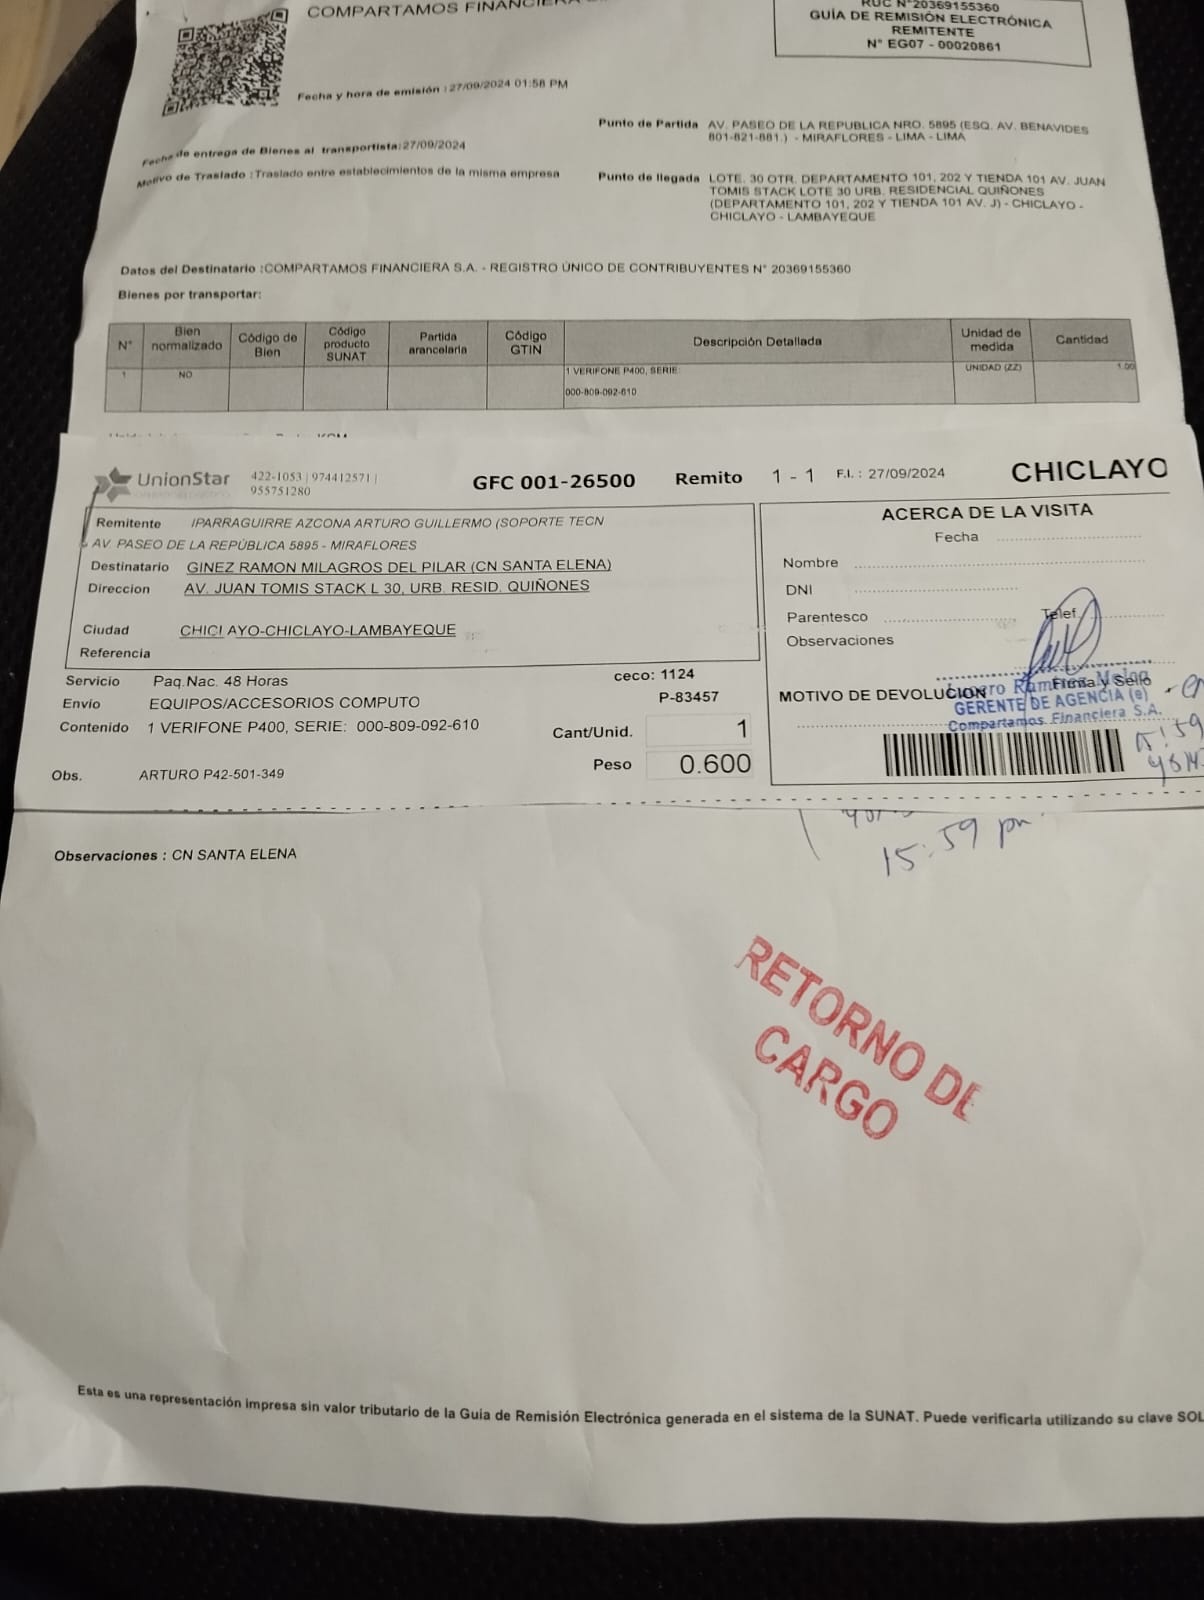 COMPARTAMOS FINANCIERA
RUC N°20369155360
GUÍA DE REMISIÓN ELECTRÓNICA
REMITENTE
N° EG07 - 00020861
Fecha y hora de emisión : 27/09/2024 01:58 PM
Fecha de entrega de Bienes al transportista: 27/09/2024
Motivo de Traslado : Traslado entre establecimientos de la misma empresa
Punto de Partida AV. PASEO DE LA REPUBLICA NRO. 5895 (ESQ. AV. BENAVIDES
801-821-881.) - MIRAFLORES - LIMA - LIMA
Punto de llegada LOTE. 30 OTR. DEPARTAMENTO 101, 202 Y TIENDA 101 AV. JUAN
TOMIS STACK LOTE 30 URB. RESIDENCIAL QUIÑONES
(DEPARTAMENTO 101, 202 Y TIENDA 101 AV. J) - CHICLAYO -
CHICLAYO - LAMBAYEQUE
Datos del Destinatario : COMPARTAMOS FINANCIERA S.A. - REGISTRO ÚNICO DE CONTRIBUYENTES N° 20369155360
Bienes por transportar:
N° Bien normalizado Código de Bien Código producto SUNAT Partida arancelaria Código GTIN Descripción Detallada Unidad de medida Cantidad
1 NO 1 VERIFONE P400, SERIE: UNIDAD (ZZ) 1.00
000-809-092-610
UnionStar
422-1053 | 974412571 |
955751280
GFC 001-26500 Remito 1 - 1 F.I. : 27/09/2024 CHICLAYO
Remitente IPARRAGUIRRE AZCONA ARTURO GUILLERMO (SOPORTE TECN
AV. PASEO DE LA REPÚBLICA 5895 - MIRAFLORES
Destinatario GINEZ RAMON MILAGROS DEL PILAR (CN SANTA ELENA)
Direccion AV. JUAN TOMIS STACK L 30, URB. RESID. QUIÑONES
Ciudad CHICLAYO-CHICLAYO-LAMBAYEQUE
Referencia
Servicio Paq.Nac. 48 Horas
Envio EQUIPOS/ACCESORIOS COMPUTO
Contenido 1 VERIFONE P400, SERIE: 000-809-092-610
Obs. ARTURO P42-501-349
ceco: 1124
P-83457
Cant/Unid. 1
Peso 0.600
ACERCA DE LA VISITA
Fecha
Nombre
DNI
Parentesco Telef.
Observaciones
Firma y Sello
MOTIVO DE DEVOLUCION
GERENTE DE AGENCIA (e)
Compartamos Financiera S.A.
15:59
15:59 pm
Observaciones : CN SANTA ELENA
RETORNO DE
CARGO
Esta es una representación impresa sin valor tributario de la Guia de Remisión Electrónica generada en el sistema de la SUNAT. Puede verificarla utilizando su clave SOL